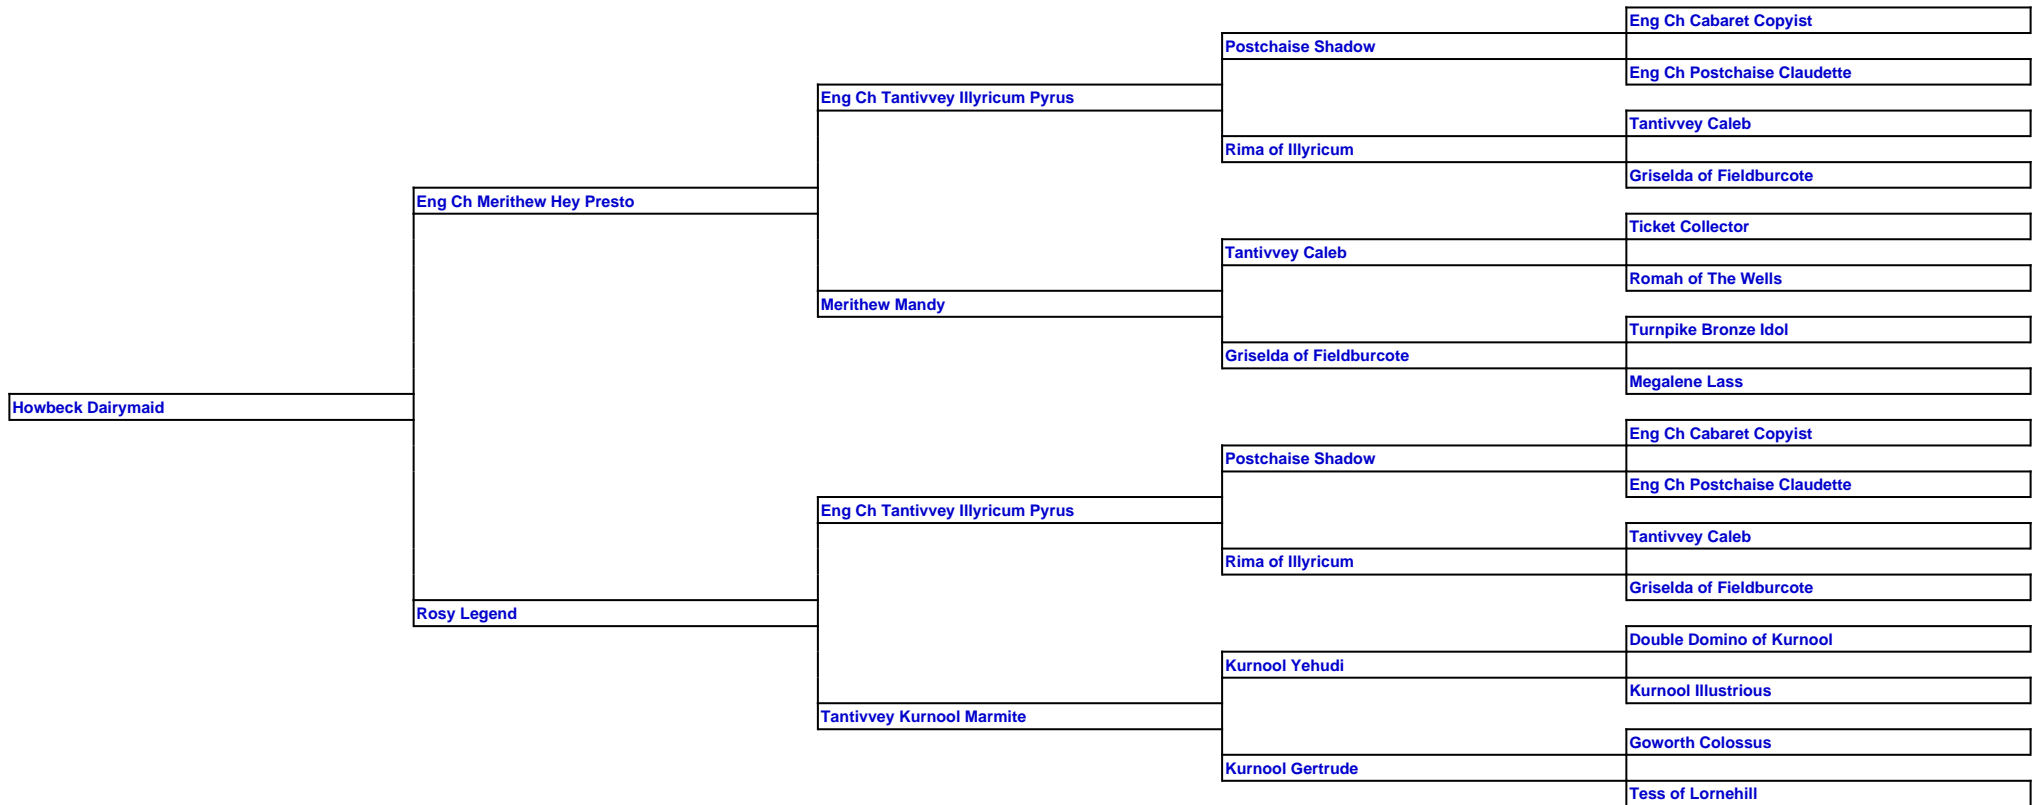 Eng Ch Cabaret Copyist
Postchaise Shadow
Eng Ch Postchaise Claudette
Eng Ch Tantivvey Illyricum Pyrus
Tantivvey Caleb
Rima of Illyricum
Griselda of Fieldburcote
Eng Ch Merithew Hey Presto
Ticket Collector
Tantivvey Caleb
Romah of The Wells
Merithew Mandy
Turnpike Bronze Idol
Griselda of Fieldburcote
Megalene Lass
Howbeck Dairymaid
Eng Ch Cabaret Copyist
Postchaise Shadow
Eng Ch Postchaise Claudette
Eng Ch Tantivvey Illyricum Pyrus
Tantivvey Caleb
Rima of Illyricum
Griselda of Fieldburcote
Rosy Legend
Double Domino of Kurnool
Kurnool Yehudi
Kurnool Illustrious
Tantivvey Kurnool Marmite
Goworth Colossus
Kurnool Gertrude
Tess of Lornehill